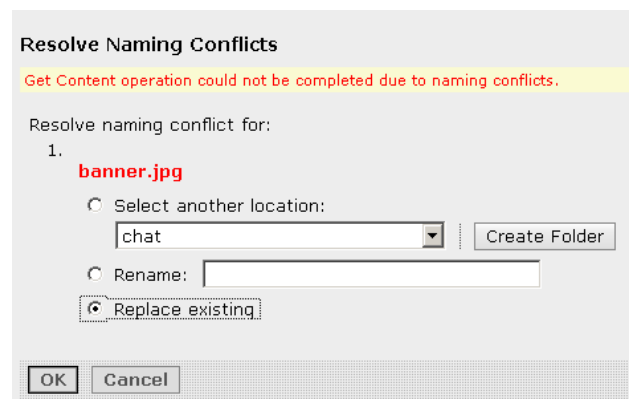 Resolve Naming Conflicts
Get Content operation could not be completed due to naming conflicts.
Resolve naming conflict for:
1.
banner.jpg
Select another location:
chat Create Folder
Rename:
Replace existing
OK Cancel